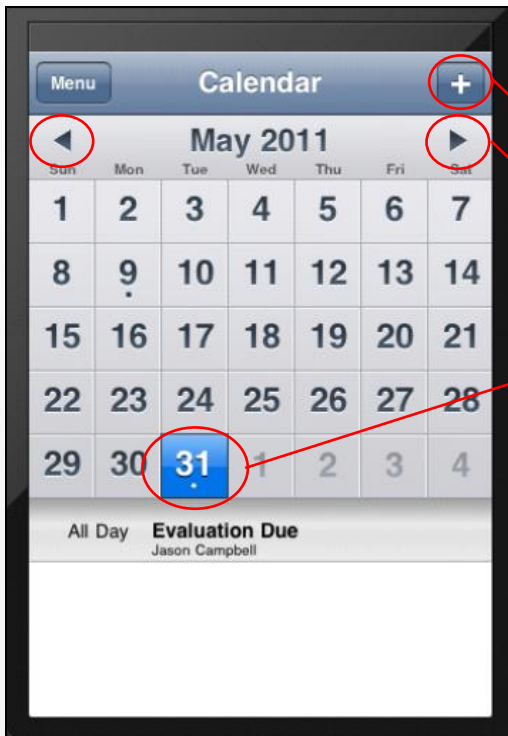 Menu Calendar +
May 2011
Sun Mon Tue Wed Thu Fri Sat
1 2 3 4 5 6 7
8 9 10 11 12 13 14
15 16 17 18 19 20 21
22 23 24 25 26 27 28
29 30 31 1 2 3 4
All Day Evaluation Due
Jason Campbell